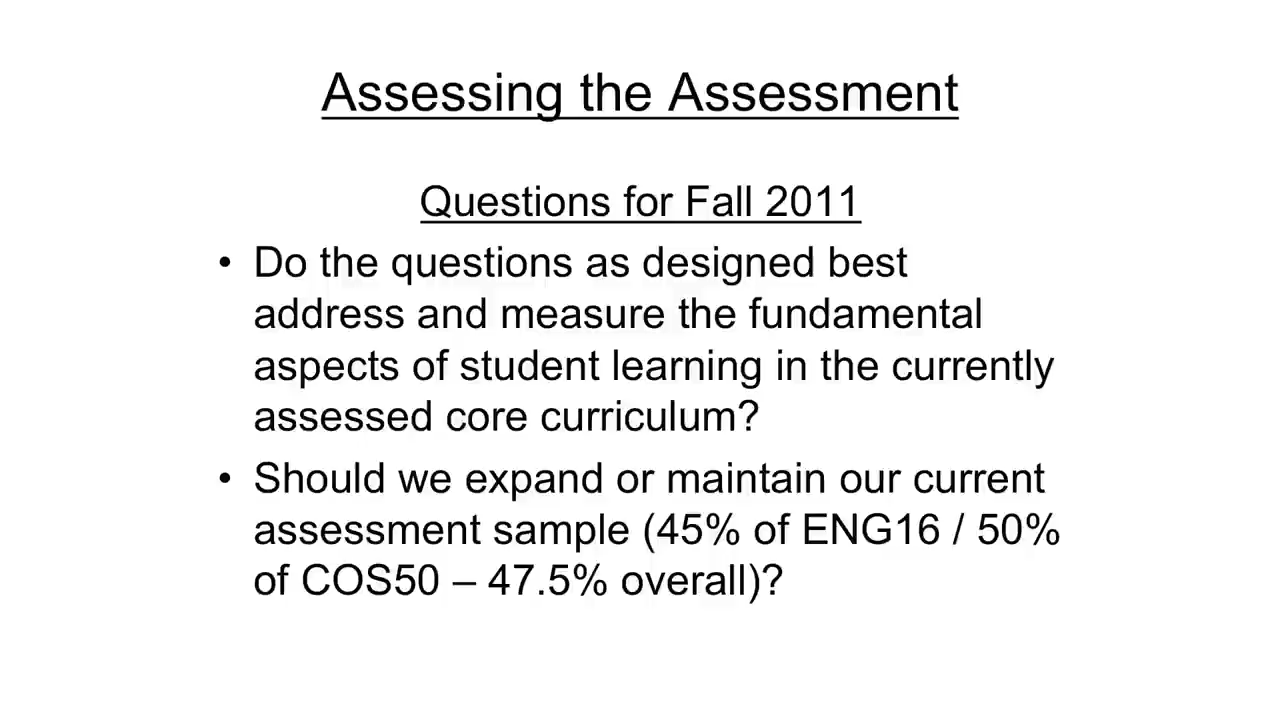 Assessing the Assessment
Questions for Fall 2011
• Do the questions as designed best
address and measure the fundamental
aspects of student learning in the currently
assessed core curriculum?
• Should we expand or maintain our current
assessment sample (45% of ENG16 / 50%
of COS50 – 47.5% overall)?